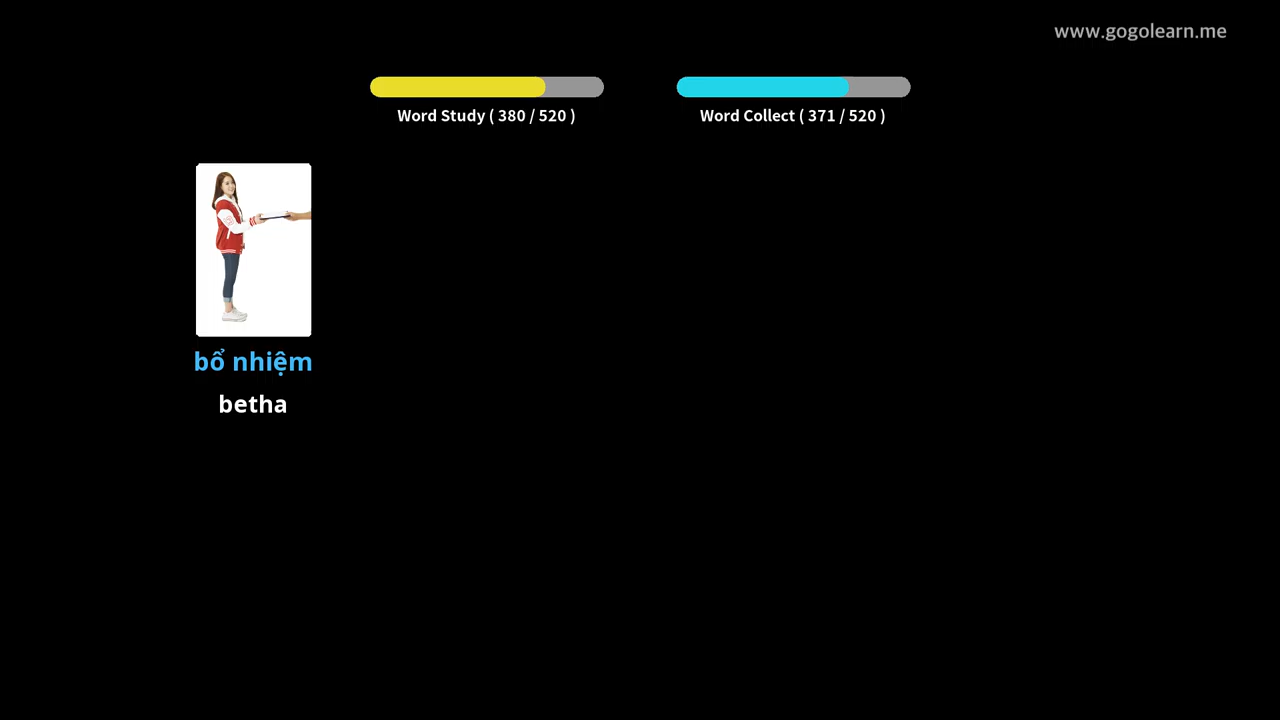 www.gogolearn.me
Word Study ( 380 / 520 )
Word Collect ( 371 / 520 )
bổ nhiệm
betha